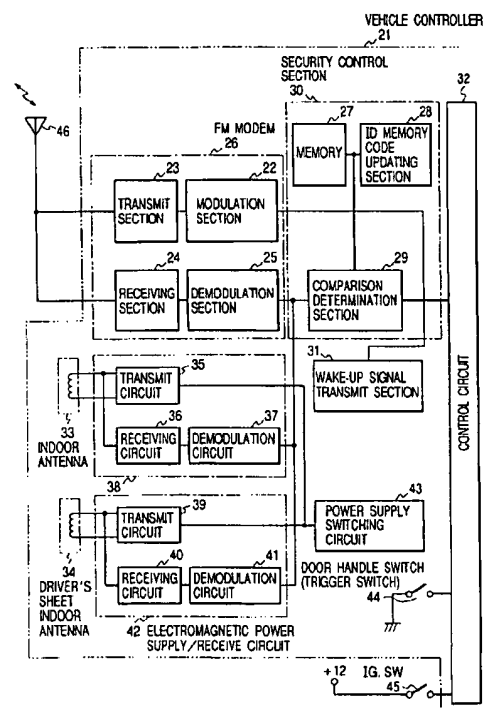 VEHICLE CONTROLLER
21
SECURITY CONTROL
SECTION
30
32
27
28
46
FM MODEM
26
MEMORY
ID MEMORY
CODE
UPDATING
SECTION
23
22
TRANSMIT
SECTION
MODULATION
SECTION
24
25
29
RECEIVING
SECTION
DEMODULATION
SECTION
COMPARISON
DETERMINATION
SECTION
31
WAKE-UP SIGNAL
TRANSMIT SECTION
CONTROL CIRCUIT
35
TRANSMIT
CIRCUIT
36
37
33
INDOOR
ANTENNA
RECEIVING
CIRCUIT
DEMODULATION
CIRCUIT
38
39
43
TRANSMIT
CIRCUIT
POWER SUPPLY
SWITCHING
CIRCUIT
40
41
34
DRIVER'S
SHEET
INDOOR
ANTENNA
RECEIVING
CIRCUIT
DEMODULATION
CIRCUIT
DOOR HANDLE SWITCH
(TRIGGER SWITCH)
44
42 ELECTROMAGNETIC POWER
SUPPLY/RECEIVE CIRCUIT
+12
IG. SW
45